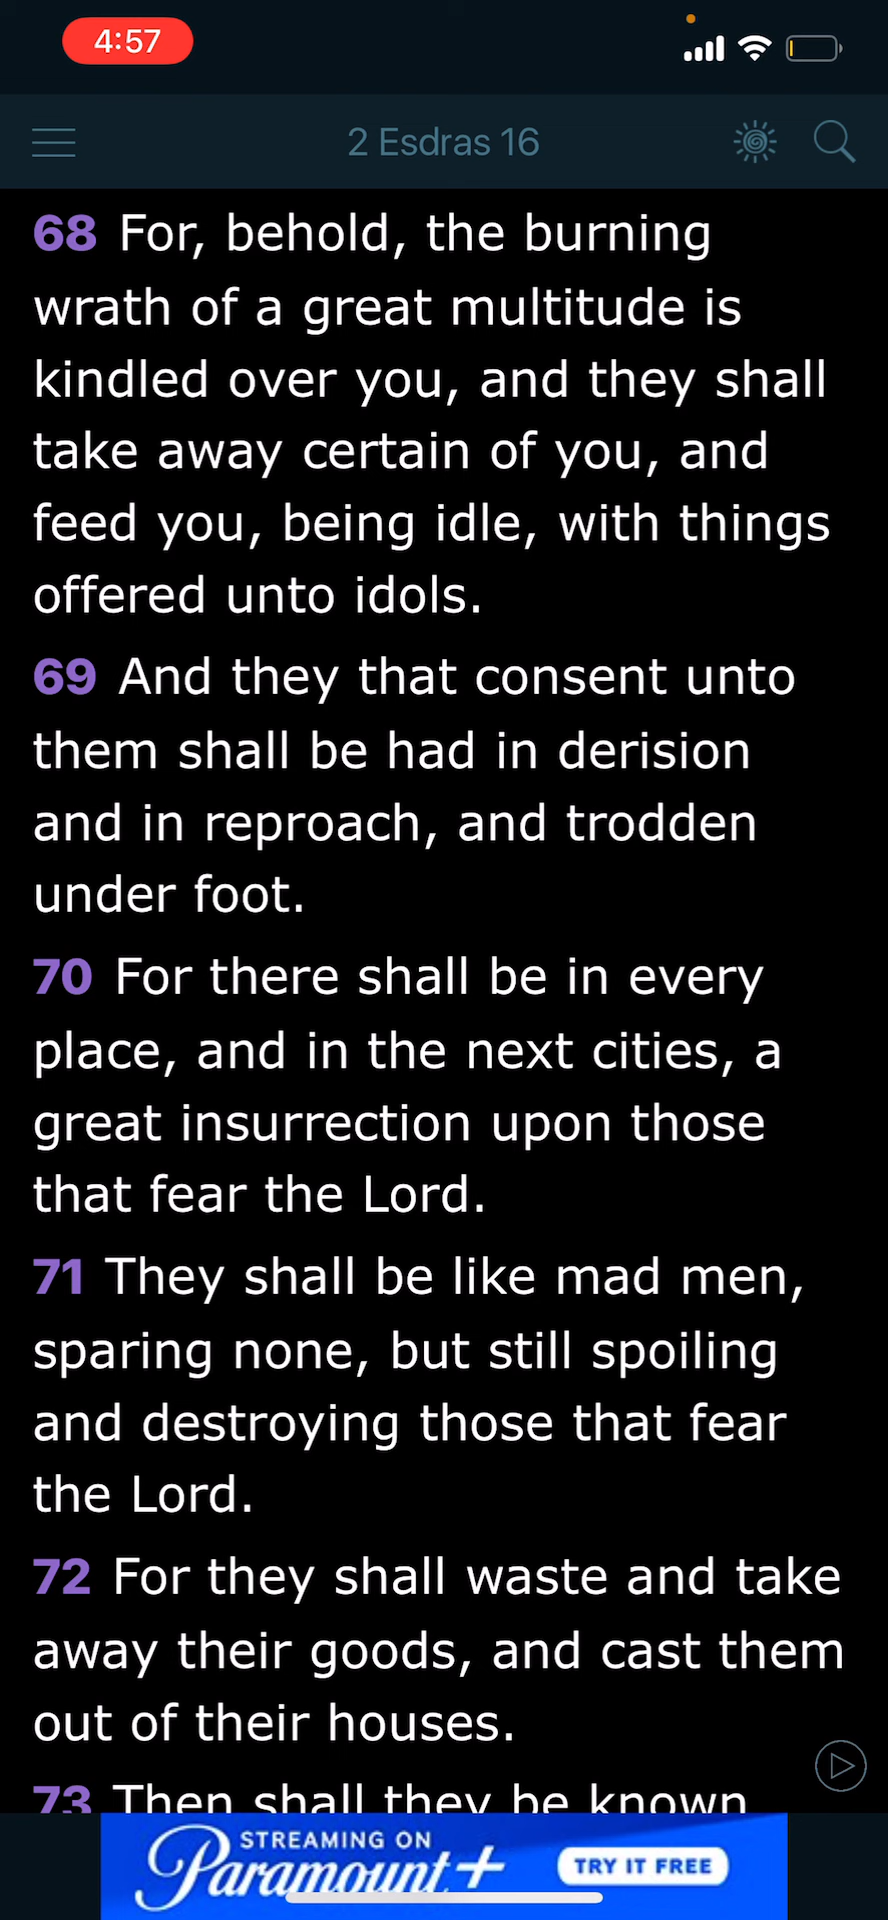 4:57
2 Esdras 16
68 For, behold, the burning
wrath of a great multitude is
kindled over you, and they shall
take away certain of you, and
feed you, being idle, with things
offered unto idols.
69 And they that consent unto
them shall be had in derision
and in reproach, and trodden
under foot.
70 For there shall be in every
place, and in the next cities, a
great insurrection upon those
that fear the Lord.
71 They shall be like mad men,
sparing none, but still spoiling
and destroying those that fear
the Lord.
72 For they shall waste and take
away their goods, and cast them
out of their houses.
73 Then shall they be known
STREAMING ON
Paramount+
TRY IT FREE